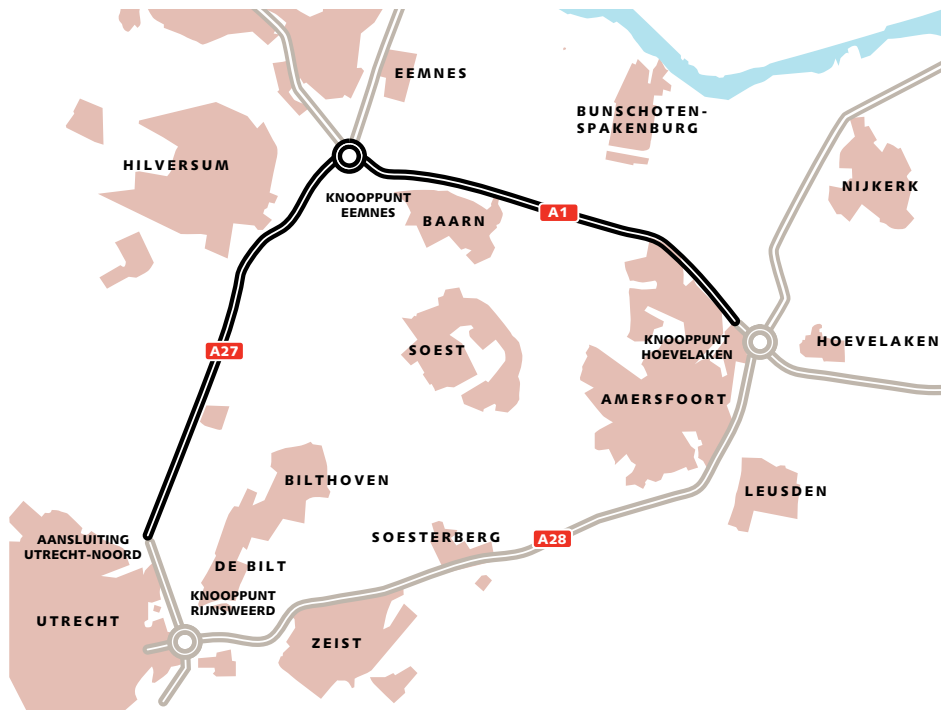 EEMNES
BUNSCHOTEN-
SPAKENBURG
HILVERSUM
NIJKERK
KNOOPPUNT
EEMNES
BAARN
A1
KNOOPPUNT
HOEVELAKEN
HOEVELAKEN
A27
SOEST
AMERSFOORT
BILTHOVEN
LEUSDEN
AANSLUITING
UTRECHT-NOORD
SOESTERBERG
A28
DE BILT
KNOOPPUNT
RIJNSWEERD
UTRECHT
ZEIST